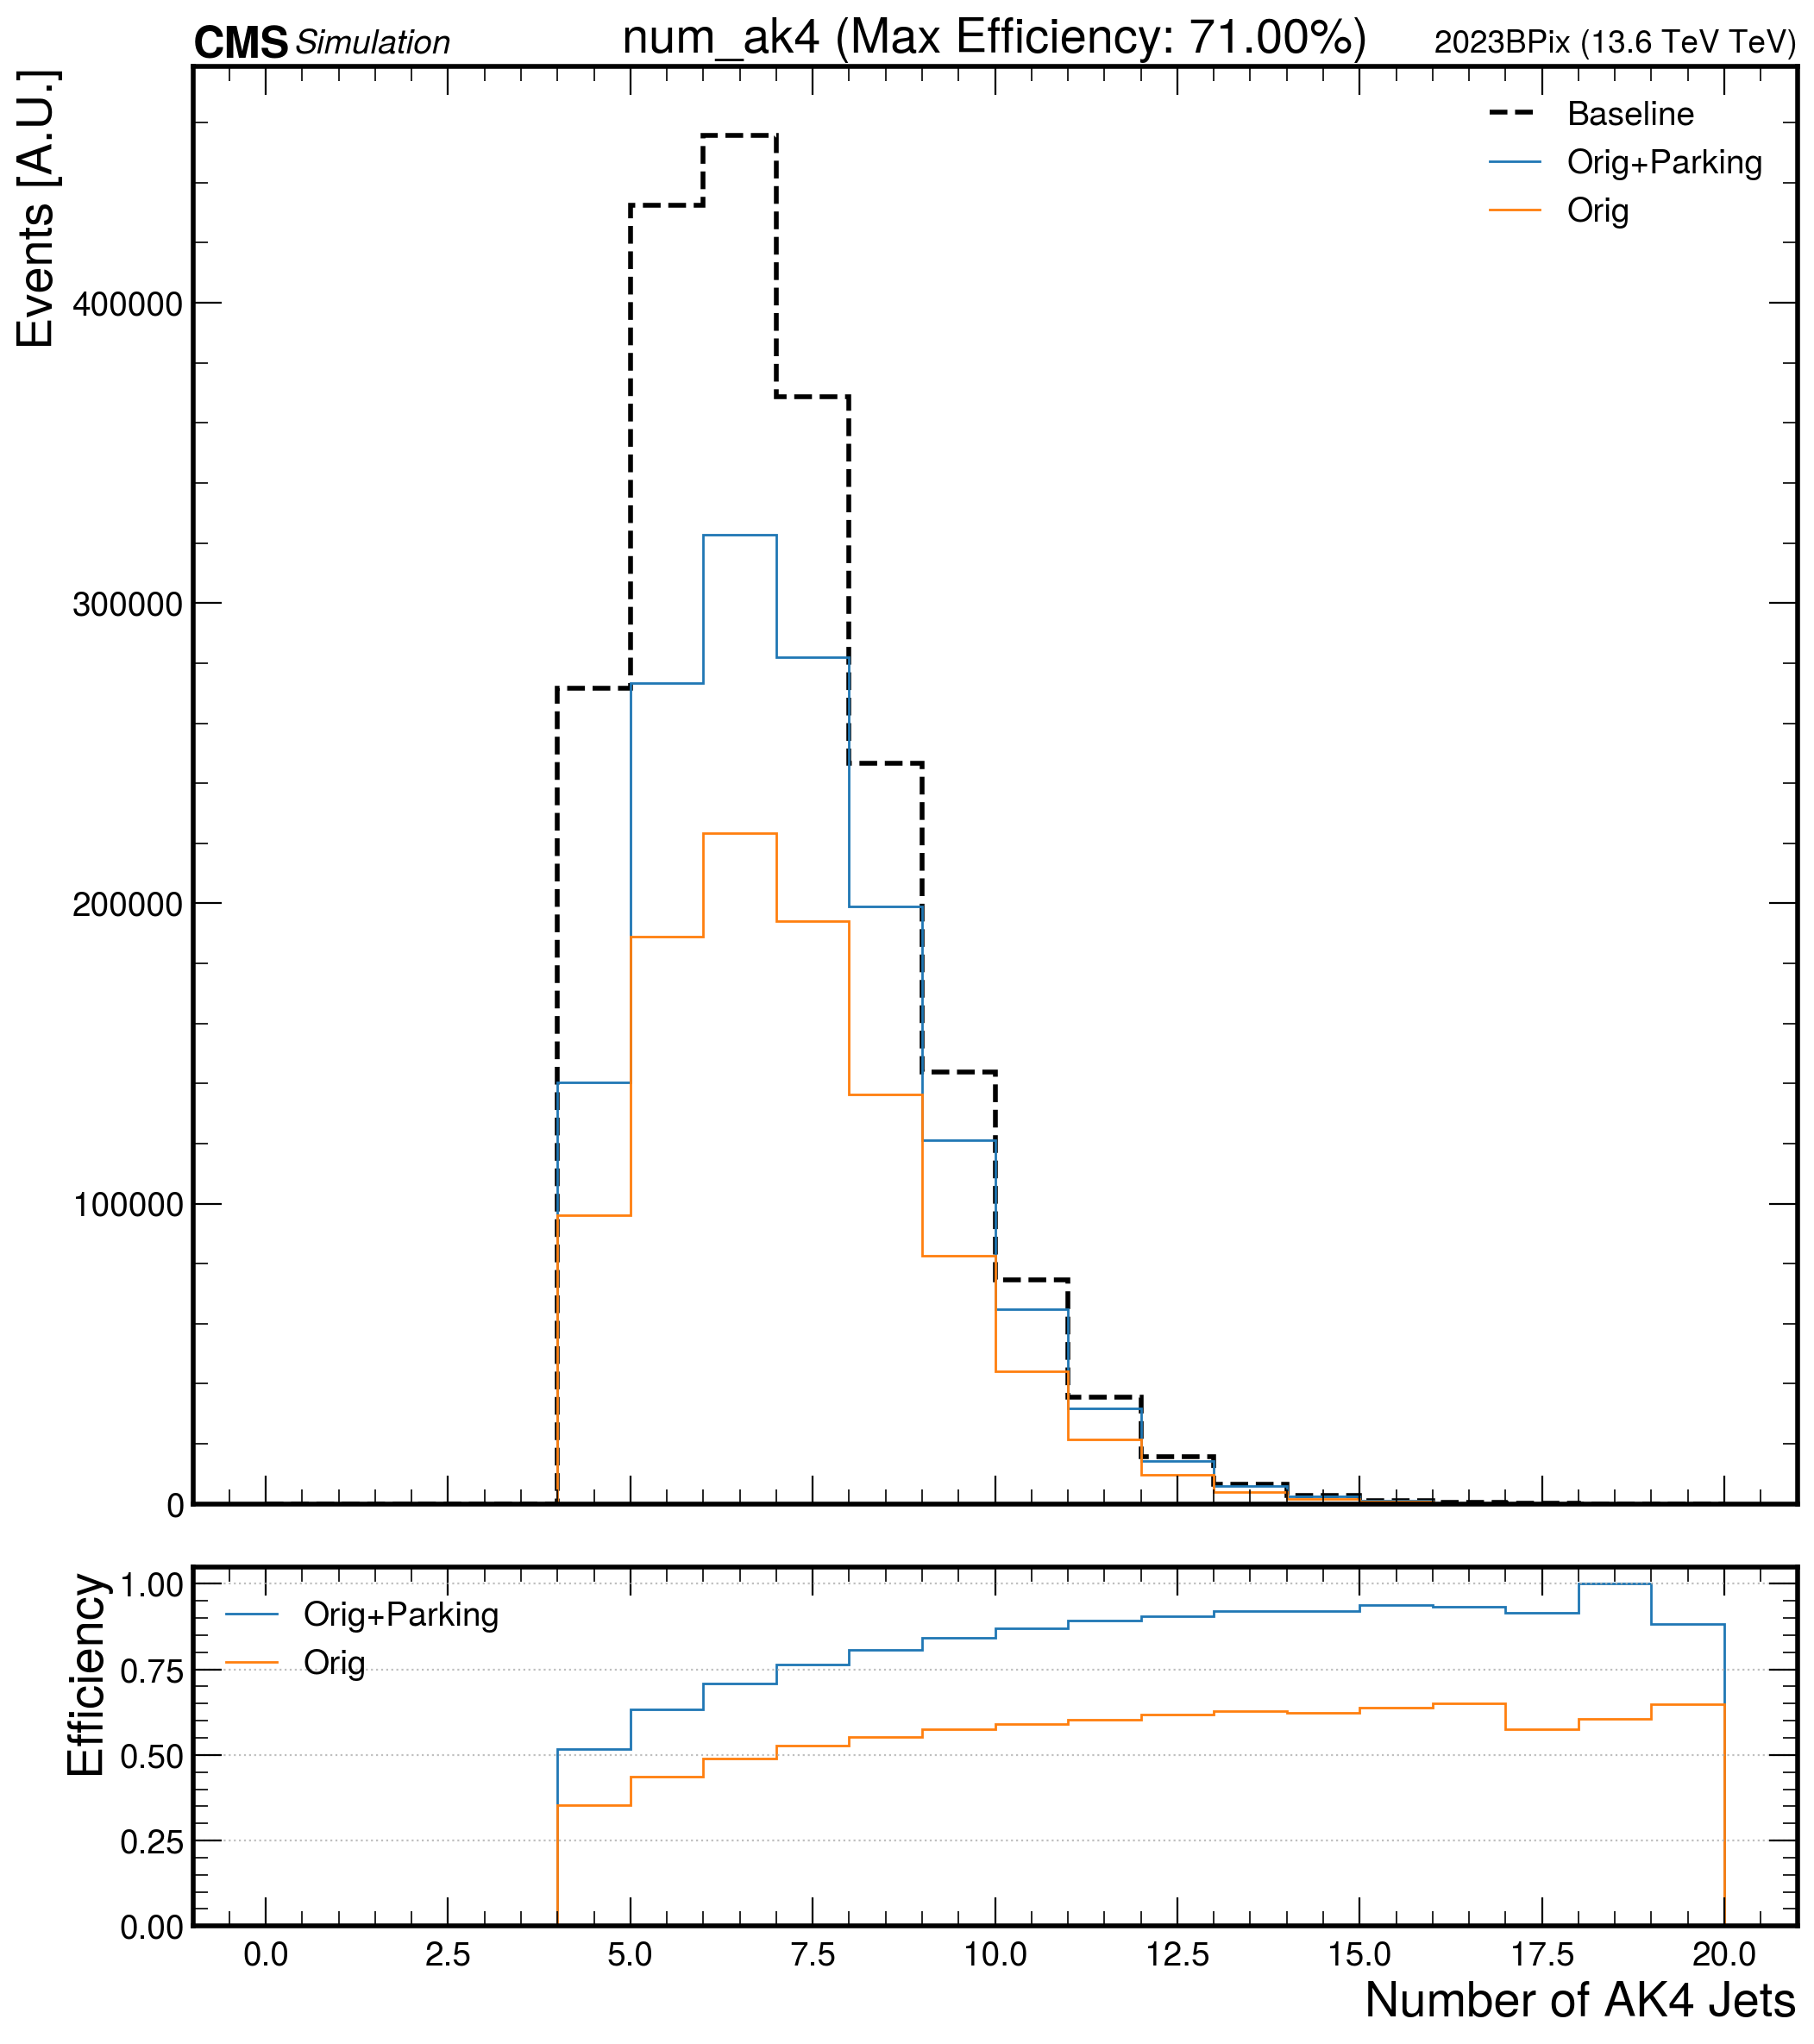 CMS Simulation num_ak4 (Max Efficiency: 71.00%) 2023BPix (13.6 TeV TeV)
Events [A.U.]
Baseline
Orig+Parking
Orig
400000
300000
200000
100000
0
Efficiency
1.00
0.75
0.50
0.25
0.00
Orig+Parking
Orig
0.0 2.5 5.0 7.5 10.0 12.5 15.0 17.5 20.0
Number of AK4 Jets